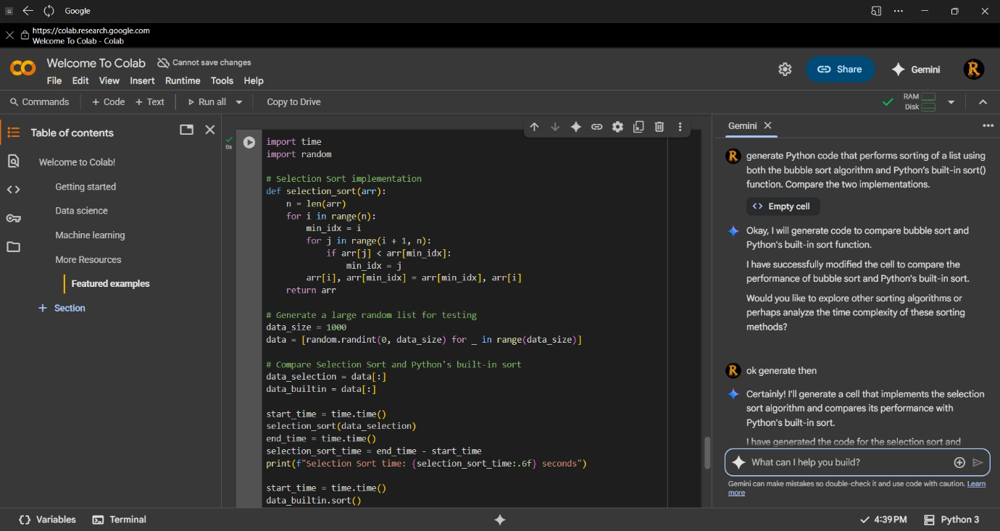 G
Google
https://colab.research.google.com
Welcome To Colab - Colab
Welcome To Colab
Cannot save changes
File Edit View Insert Runtime Tools Help
Share
Gemini
R
Commands + Code + Text Run all Copy to Drive
RAM
Disk
Table of contents
Welcome to Colab!
Getting started
Data science
Machine learning
More Resources
Featured examples
+ Section
0s
import time
import random
# Selection Sort implementation
def selection_sort(arr):
    n = len(arr)
    for i in range(n):
        min_idx = i
        for j in range(i + 1, n):
            if arr[j] < arr[min_idx]:
                min_idx = j
        arr[i], arr[min_idx] = arr[min_idx], arr[i]
    return arr
# Generate a large random list for testing
data_size = 1000
data = [random.randint(0, data_size) for _ in range(data_size)]
# Compare Selection Sort and Python's built-in sort
data_selection = data[:]
data_builtin = data[:]
start_time = time.time()
selection_sort(data_selection)
end_time = time.time()
selection_sort_time = end_time - start_time
print(f"Selection Sort time: {selection_sort_time:.6f} seconds")
start_time = time.time()
data_builtin.sort()
Gemini
R
generate Python code that performs sorting of a list using
both the bubble sort algorithm and Python's built-in sort()
function. Compare the two implementations.
<> Empty cell
Okay, I will generate code to compare bubble sort and
Python's built-in sort function.
I have successfully modified the cell to compare the
performance of bubble sort and Python's built-in sort.
Would you like to explore other sorting algorithms or
perhaps analyze the time complexity of these sorting
methods?
R
ok generate then
Certainly! I'll generate a cell that implements the selection
sort algorithm and compares its performance with
Python's built-in sort.
I have generated the code for the selection sort and
What can I help you build?
Gemini can make mistakes so double-check it and use code with caution. Learn
more
{} Variables
Terminal
4:39 PM
Python 3